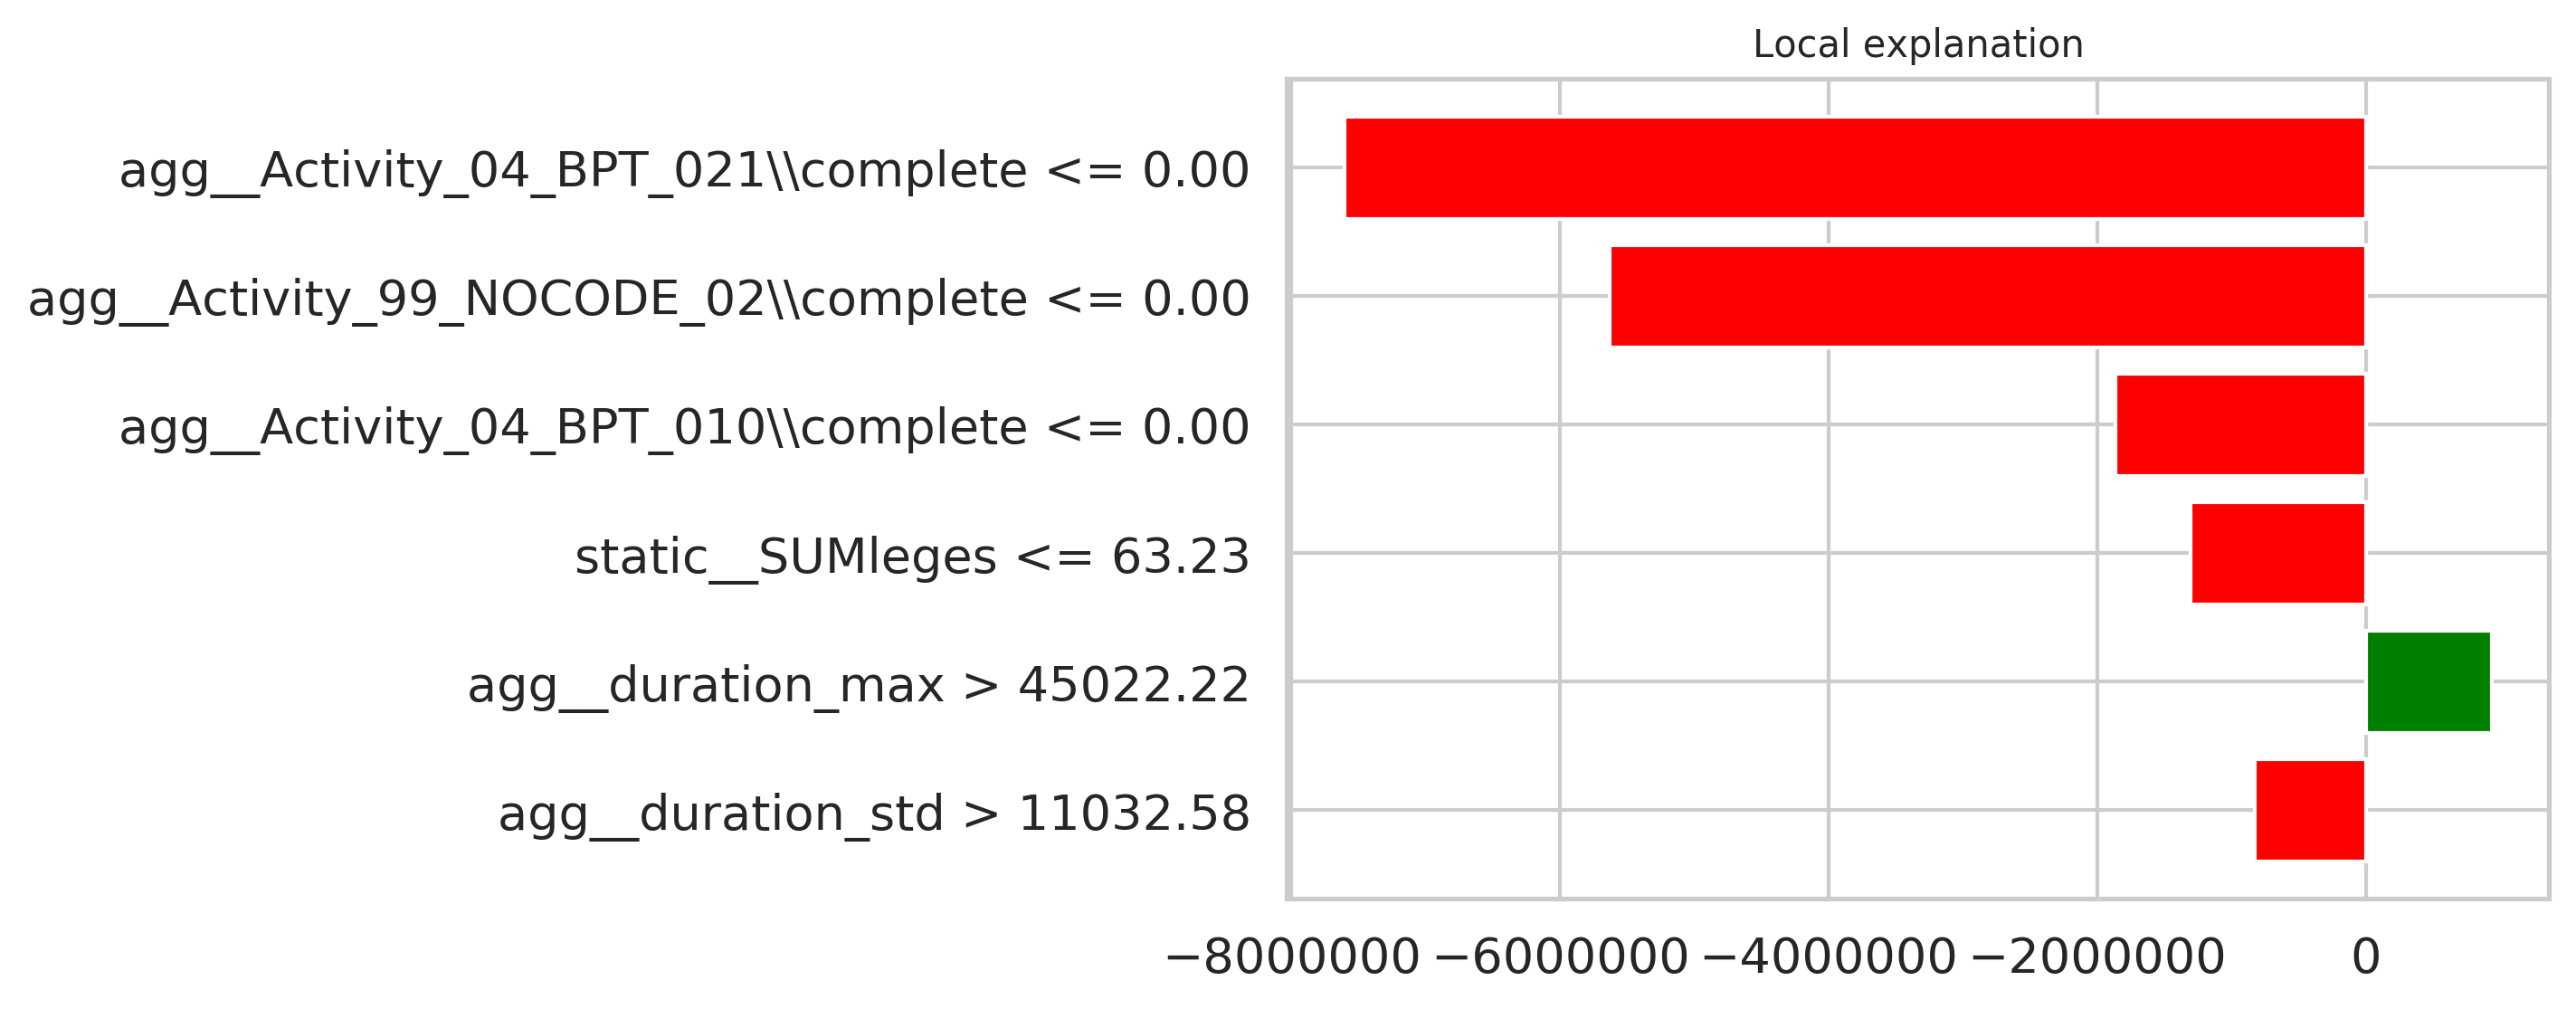 Local explanation
agg__Activity_04_BPT_021\\complete <= 0.00
agg__Activity_99_NOCODE_02\\complete <= 0.00
agg__Activity_04_BPT_010\\complete <= 0.00
static__SUMleges <= 63.23
agg__duration_max > 45022.22
agg__duration_std > 11032.58
−8000000 −6000000 −4000000 −2000000 0